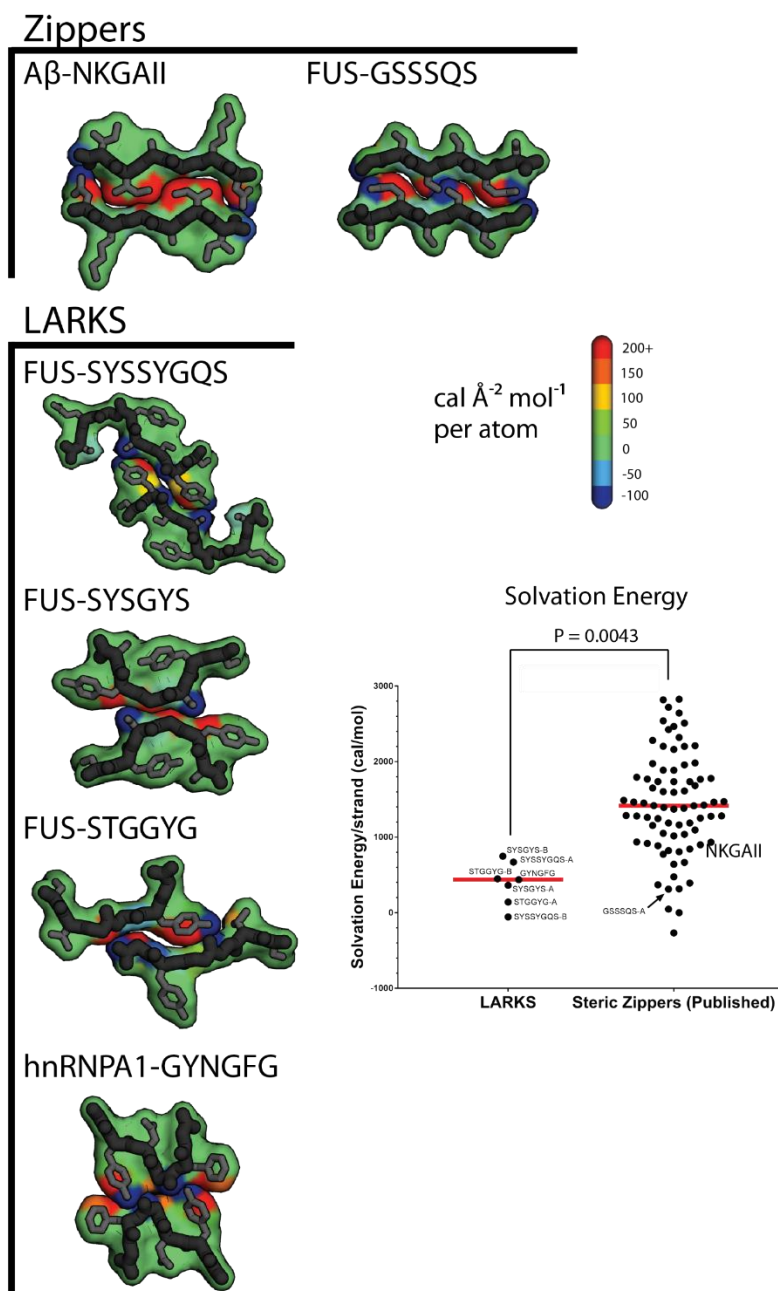 Zippers
Aβ-NKGAII
FUS-GSSSQS
LARKS
FUS-SYSSYGQS
cal Å⁻² mol⁻¹
per atom
200+
150
100
50
0
-50
-100
FUS-SYSGYS
Solvation Energy
P = 0.0043
Solvation Energy/strand (cal/mol)
3000
2000
1000
0
-1000
SYSGYS-B
SYSSYGQS-A
STGGYG-B
GYNGFG
SYSGYS-A
STGGYG-A
SYSSYGQS-B
NKGAII
GSSSQS-A
LARKS
Steric Zippers (Published)
FUS-STGGYG
hnRNPA1-GYNGFG